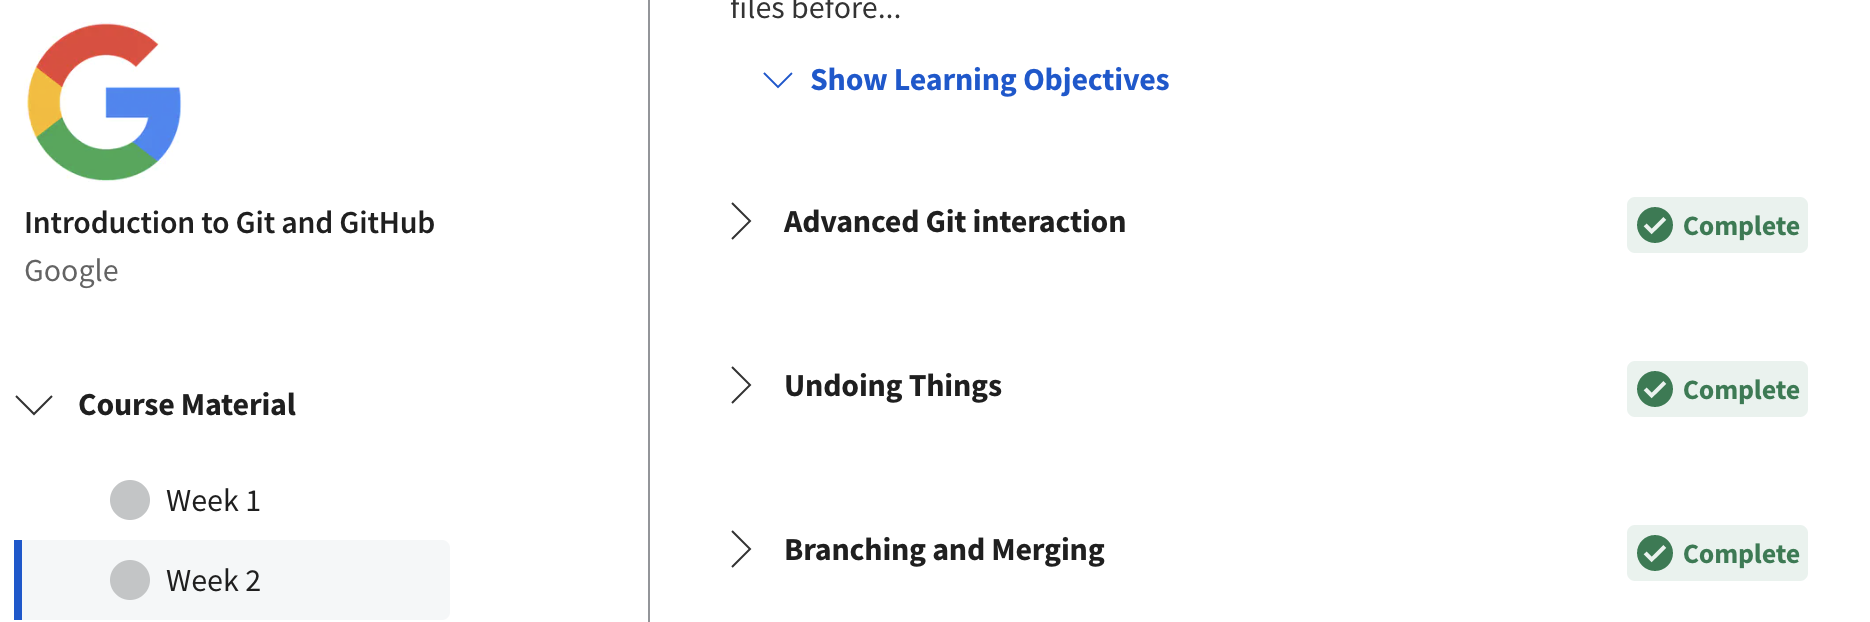 Introduction to Git and GitHub
Google
Course Material
Week 1
Week 2
files before...
Show Learning Objectives
Advanced Git interaction
Complete
Undoing Things
Complete
Branching and Merging
Complete